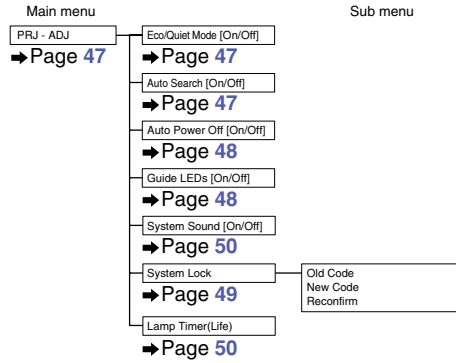 Main menu
Sub menu
PRJ - ADJ
➡Page 47
Eco/Quiet Mode [On/Off]
➡Page 47
Auto Search [On/Off]
➡Page 47
Auto Power Off [On/Off]
➡Page 48
Guide LEDs [On/Off]
➡Page 48
System Sound [On/Off]
➡Page 50
System Lock
➡Page 49
Old Code
New Code
Reconfirm
Lamp Timer(Life)
➡Page 50